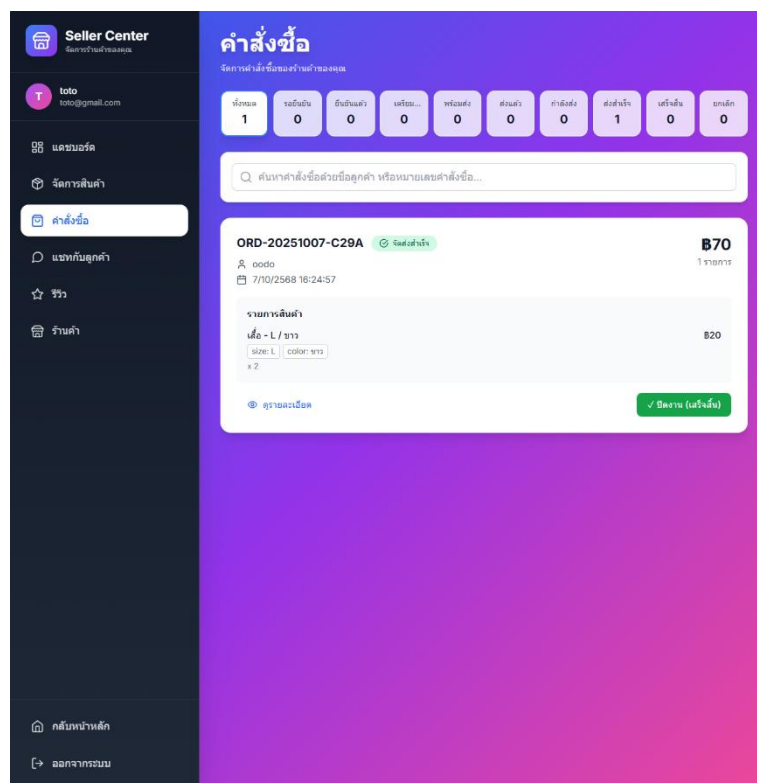 Seller Center
จัดการร้านค้าของคุณ
T
toto
toto@gmail.com
แดชบอร์ด
จัดการสินค้า
คำสั่งซื้อ
แชทกับลูกค้า
รีวิว
ร้านค้า
กลับหน้าหลัก
ออกจากระบบ
คำสั่งซื้อ
จัดการคำสั่งซื้อของร้านค้าของคุณ
ทั้งหมด รอยืนยัน ยืนยันแล้ว เตรียม... พร้อมส่ง ส่งแล้ว กำลังส่ง ส่งสำเร็จ เสร็จสิ้น ยกเลิก
1 0 0 0 0 0 0 1 0 0
ค้นหาคำสั่งซื้อด้วยชื่อลูกค้า หรือหมายเลขคำสั่งซื้อ...
ORD-20251007-C29A จัดส่งสำเร็จ ฿70
oodo 1 รายการ
7/10/2568 16:24:57
รายการสินค้า
เสื้อ - L / ขาว ฿20
size: L color: ขาว
x 2
ดูรายละเอียด ✓ ปิดงาน (เสร็จสิ้น)